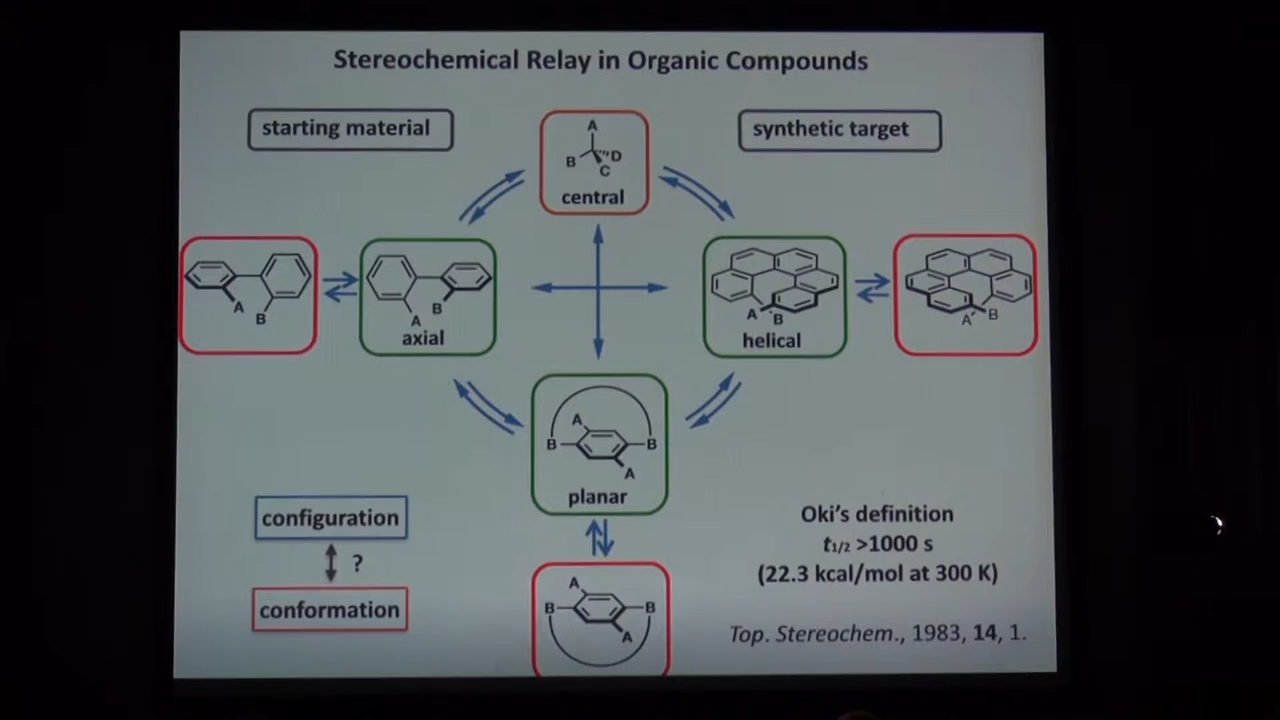 Stereochemical Relay in Organic Compounds
starting material
synthetic target
A
B
D
C
central
A
B
A
B
axial
A
B
helical
A
B
A
B
B
A
planar
A
B
B
A
configuration
?
conformation
Oki's definition
t1/2 >1000 s
(22.3 kcal/mol at 300 K)
Top. Stereochem., 1983, 14, 1.